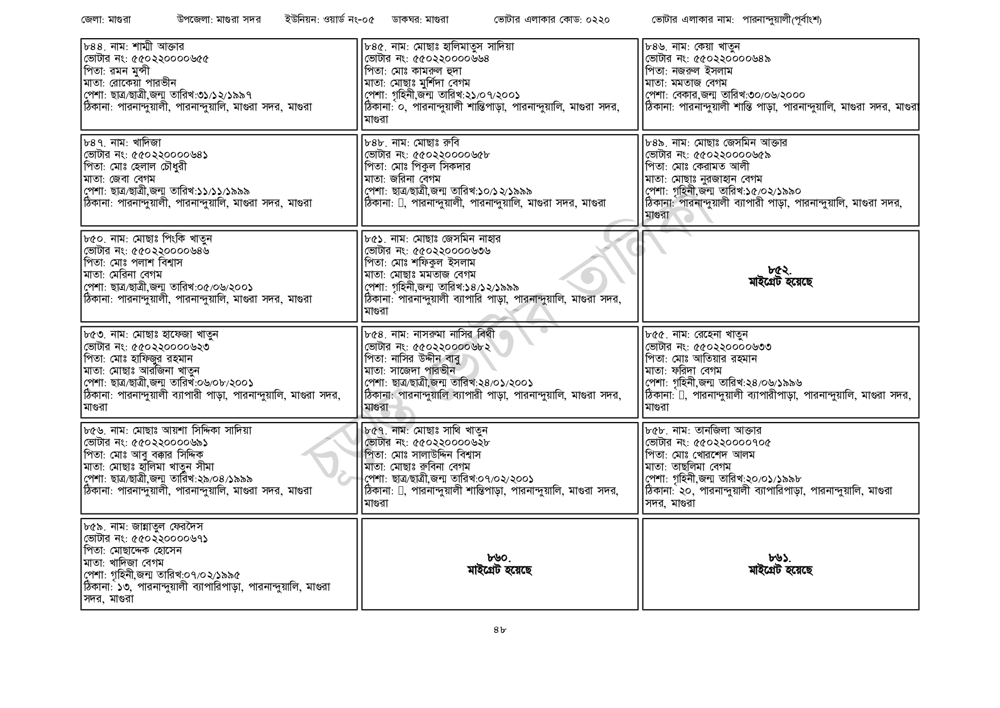 জেলা: মাগুরা উপজেলা: মাগুরা সদর ইউনিয়ন: ওয়ার্ড নং-০৫ ডাকঘর: মাগুরা ভোটার এলাকার কোড: ০২২০ ভোটার এলাকার নাম: পারনান্দুয়ালী(পূর্বাংশ)
৮৪৪. নাম: শাম্মী আক্তার
ভোটার নং: ৫৫০২২০০০০৬৫৫
পিতা: রমন মুন্সী
মাতা: রোকেয়া পারভীন
পেশা: ছাত্র/ছাত্রী,জন্ম তারিখ:৩১/১২/১৯৯৭
ঠিকানা: পারনান্দুয়ালী, পারনান্দুয়ালি, মাগুরা সদর, মাগুরা
৮৪৫. নাম: মোছাঃ হালিমাতুস সাদিয়া
ভোটার নং: ৫৫০২২০০০০৬৬৪
পিতা: মোঃ কামরুল হুদা
মাতা: মোছাঃ মুর্শিদা বেগম
পেশা: গৃহিনী,জন্ম তারিখ:২১/০৭/২০০১
ঠিকানা: ০, পারনান্দুয়ালী শান্তিপাড়া, পারনান্দুয়ালি, মাগুরা সদর,
মাগুরা
৮৪৬. নাম: কেয়া খাতুন
ভোটার নং: ৫৫০২২০০০০৬৪৯
পিতা: নজরুল ইসলাম
মাতা: মমতাজ বেগম
পেশা: বেকার,জন্ম তারিখ:৩০/০৬/২০০০
ঠিকানা: পারনান্দুয়ালী শান্তি পাড়া, পারনান্দুয়ালি, মাগুরা সদর, মাগুরা
৮৪৭. নাম: খাদিজা
ভোটার নং: ৫৫০২২০০০০৬৪১
পিতা: মোঃ হেলাল চৌধুরী
মাতা: জেবা বেগম
পেশা: ছাত্র/ছাত্রী,জন্ম তারিখ:১১/১১/১৯৯৯
ঠিকানা: পারনান্দুয়ালী, পারনান্দুয়ালি, মাগুরা সদর, মাগুরা
৮৪৮. নাম: মোছাঃ রুবি
ভোটার নং: ৫৫০২২০০০০৬৫৮
পিতা: মোঃ পিকুল সিকদার
মাতা: জরিনা বেগম
পেশা: ছাত্র/ছাত্রী,জন্ম তারিখ:১০/১২/১৯৯৯
ঠিকানা: ▯, পারনান্দুয়ালী, পারনান্দুয়ালি, মাগুরা সদর, মাগুরা
৮৪৯. নাম: মোছাঃ জেসমিন আক্তার
ভোটার নং: ৫৫০২২০০০০৬৫৯
পিতা: মোঃ কেরামত আলী
মাতা: মোছাঃ নুরজাহান বেগম
পেশা: গৃহিনী,জন্ম তারিখ:১৫/০২/১৯৯০
ঠিকানা: পারনান্দুয়ালী ব্যাপারী পাড়া, পারনান্দুয়ালি, মাগুরা সদর,
মাগুরা
৮৫০. নাম: মোছাঃ পিংকি খাতুন
ভোটার নং: ৫৫০২২০০০০৬৪৬
পিতা: মোঃ পলাশ বিশ্বাস
মাতা: মেরিনা বেগম
পেশা: ছাত্র/ছাত্রী,জন্ম তারিখ:০৫/০৬/২০০১
ঠিকানা: পারনান্দুয়ালী, পারনান্দুয়ালি, মাগুরা সদর, মাগুরা
৮৫১. নাম: মোছাঃ জেসমিন নাহার
ভোটার নং: ৫৫০২২০০০০৬৩৬
পিতা: মোঃ শফিকুল ইসলাম
মাতা: মোছাঃ মমতাজ বেগম
পেশা: গৃহিনী,জন্ম তারিখ:১৪/১২/১৯৯৯
ঠিকানা: পারনান্দুয়ালী ব্যাপারি পাড়া, পারনান্দুয়ালি, মাগুরা সদর,
মাগুরা
৮৫২.
মাইগ্রেট হয়েছে
৮৫৩. নাম: মোছাঃ হাফেজা খাতুন
ভোটার নং: ৫৫০২২০০০০৬২৩
পিতা: মোঃ হাফিজুর রহমান
মাতা: মোছাঃ আরজিনা খাতুন
পেশা: ছাত্র/ছাত্রী,জন্ম তারিখ:০৬/০৮/২০০১
ঠিকানা: পারনান্দুয়ালী ব্যাপারী পাড়া, পারনান্দুয়ালি, মাগুরা সদর,
মাগুরা
৮৫৪. নাম: নাসরুমা নাসির বিথী
ভোটার নং: ৫৫০২২০০০০৬৮২
পিতা: নাসির উদ্দীন বাবু
মাতা: সাজেদা পারভীন
পেশা: ছাত্র/ছাত্রী,জন্ম তারিখ:২৪/০১/২০০১
ঠিকানা: পারনান্দুয়ালি ব্যাপারী পাড়া, পারনান্দুয়ালি, মাগুরা সদর,
মাগুরা
৮৫৫. নাম: রেহেনা খাতুন
ভোটার নং: ৫৫০২২০০০০৬৩৩
পিতা: মোঃ আতিয়ার রহমান
মাতা: ফরিদা বেগম
পেশা: গৃহিনী,জন্ম তারিখ:২৪/০৬/১৯৯৬
ঠিকানা: ▯, পারনান্দুয়ালী ব্যাপারীপাড়া, পারনান্দুয়ালি, মাগুরা সদর,
মাগুরা
৮৫৬. নাম: মোছাঃ আয়শা সিদ্দিকা সাদিয়া
ভোটার নং: ৫৫০২২০০০০৬৯১
পিতা: মোঃ আবু বক্কার সিদ্দিক
মাতা: মোছাঃ হালিমা খাতুন সীমা
পেশা: ছাত্র/ছাত্রী,জন্ম তারিখ:২৯/০৪/১৯৯৯
ঠিকানা: পারনান্দুয়ালী, পারনান্দুয়ালি, মাগুরা সদর, মাগুরা
৮৫৭. নাম: মোছাঃ সাথি খাতুন
ভোটার নং: ৫৫০২২০০০০৬২৮
পিতা: মোঃ সালাউদ্দিন বিশ্বাস
মাতা: মোছাঃ রুবিনা বেগম
পেশা: ছাত্র/ছাত্রী,জন্ম তারিখ:০৭/০২/২০০১
ঠিকানা: ▯, পারনান্দুয়ালী শান্তিপাড়া, পারনান্দুয়ালি, মাগুরা সদর,
মাগুরা
৮৫৮. নাম: তানজিলা আক্তার
ভোটার নং: ৫৫০২২০০০০৭০৫
পিতা: মোঃ খোরশেদ আলম
মাতা: তাছলিমা বেগম
পেশা: গৃহিনী,জন্ম তারিখ:২০/০১/১৯৯৮
ঠিকানা: ২০, পারনান্দুয়ালী ব্যাপারিপাড়া, পারনান্দুয়ালি, মাগুরা
সদর, মাগুরা
৮৫৯. নাম: জান্নাতুল ফেরদৈস
ভোটার নং: ৫৫০২২০০০০৬৭১
পিতা: মোছাদ্দেক হোসেন
মাতা: খাদিজা বেগম
পেশা: গৃহিনী,জন্ম তারিখ:০৭/০২/১৯৯৫
ঠিকানা: ১৩, পারনান্দুয়ালী ব্যাপারিপাড়া, পারনান্দুয়ালি, মাগুরা
সদর, মাগুরা
৮৬০.
মাইগ্রেট হয়েছে
৮৬১.
মাইগ্রেট হয়েছে
চূড়ান্ত ভোটার তালিকা
৪৮